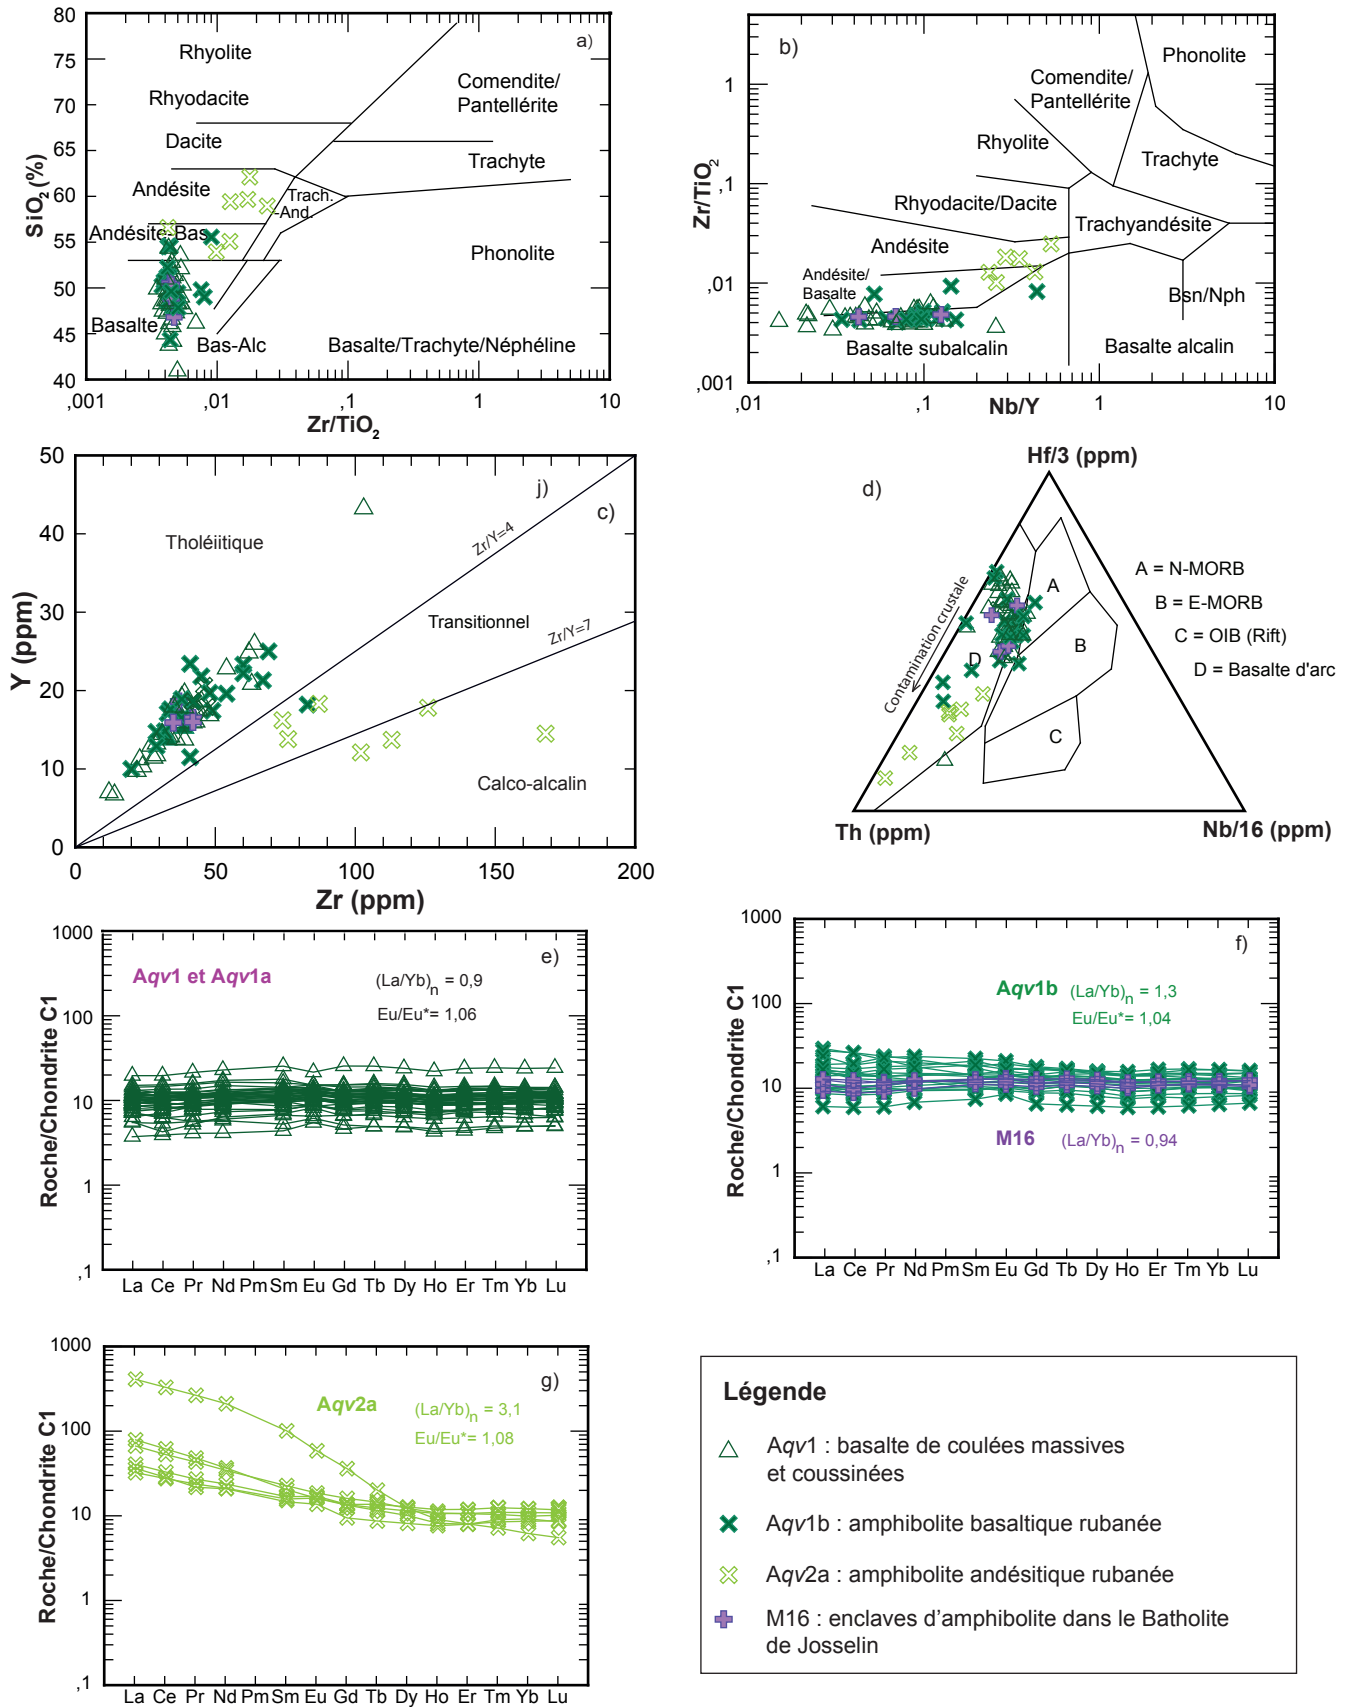 a)
80
75
70
65
60
55
50
45
40
SiO2 (%)
Rhyolite
Rhyodacite
Dacite
Andésite
Andésite-Bas
Basalte
Bas-Alc
Trach.
-And.
Comendite/
Pantellérite
Trachyte
Phonolite
Basalte/Trachyte/Néphéline
,001
,01
,1
1
10
Zr/TiO2
b)
1
,1
,01
,001
Zr/TiO2
Phonolite
Comendite/
Pantellérite
Rhyolite
Trachyte
Rhyodacite/Dacite
Trachyandésite
Andésite
Andésite/
Basalte
Bsn/Nph
Basalte subalcalin
Basalte alcalin
,01
,1
1
10
Nb/Y
50
40
30
20
10
0
Y (ppm)
j)
c)
Tholéiitique
Zr/Y=4
Transitionnel
Zr/Y=7
Calco-alcalin
0
50
100
150
200
Zr (ppm)
d)
Hf/3 (ppm)
Contamination crustale
A
B
C
D
A = N-MORB
B = E-MORB
C = OIB (Rift)
D = Basalte d'arc
Th (ppm)
Nb/16 (ppm)
e)
1000
100
10
1
,1
Roche/Chondrite C1
Aqv1 et Aqv1a
(La/Yb)n = 0,9
Eu/Eu*= 1,06
La Ce Pr Nd Pm Sm Eu Gd Tb Dy Ho Er Tm Yb Lu
f)
1000
100
10
1
,1
Roche/Chondrite C1
Aqv1b (La/Yb)n = 1,3
Eu/Eu*= 1,04
M16 (La/Yb)n = 0,94
La Ce Pr Nd Pm Sm Eu Gd Tb Dy Ho Er Tm Yb Lu
g)
1000
100
10
1
,1
Roche/Chondrite C1
Aqv2a (La/Yb)n = 3,1
Eu/Eu*= 1,08
La Ce Pr Nd Pm Sm Eu Gd Tb Dy Ho Er Tm Yb Lu
Légende
Aqv1 : basalte de coulées massives
et coussinées
Aqv1b : amphibolite basaltique rubanée
Aqv2a : amphibolite andésitique rubanée
M16 : enclaves d'amphibolite dans le Batholite
de Josselin